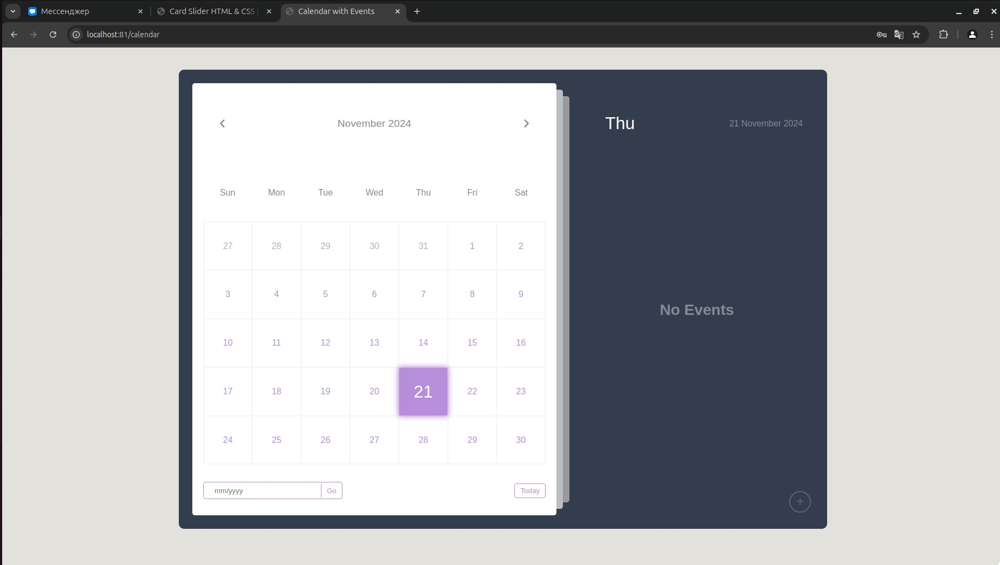 Мессенджер
Card Slider HTML & CSS
Calendar with Events
localhost:81/calendar
November 2024
Thu
21 November 2024
Sun Mon Tue Wed Thu Fri Sat
27 28 29 30 31 1 2
3 4 5 6 7 8 9
10 11 12 13 14 15 16
17 18 19 20 21 22 23
24 25 26 27 28 29 30
No Events
mm/yyyy
Go
Today
+